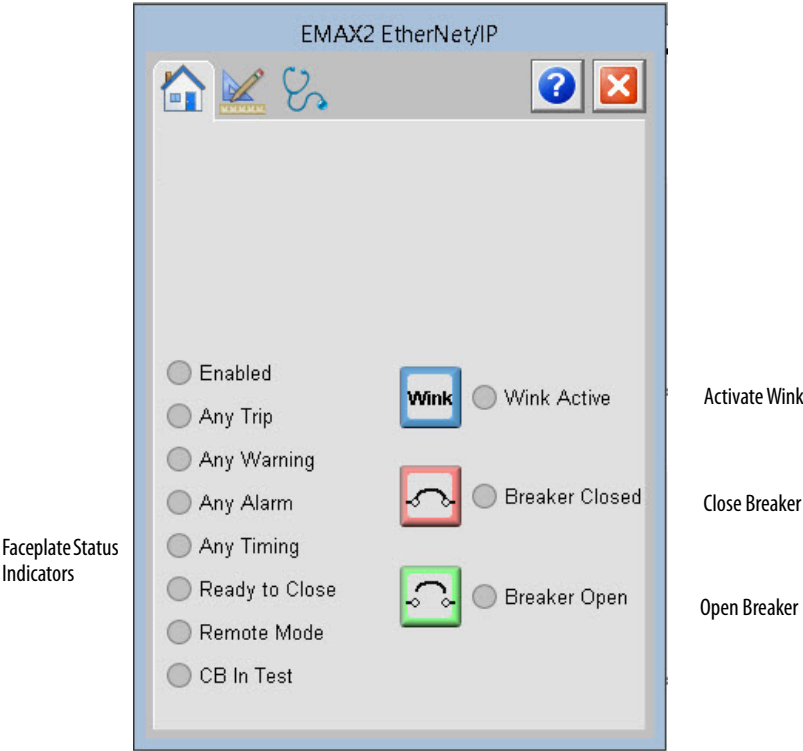 EMAX2 EtherNet/IP
?
Enabled
Any Trip
Any Warning
Any Alarm
Any Timing
Ready to Close
Remote Mode
CB In Test
Wink
Wink Active
Breaker Closed
Breaker Open
Faceplate Status
Indicators
Activate Wink
Close Breaker
Open Breaker